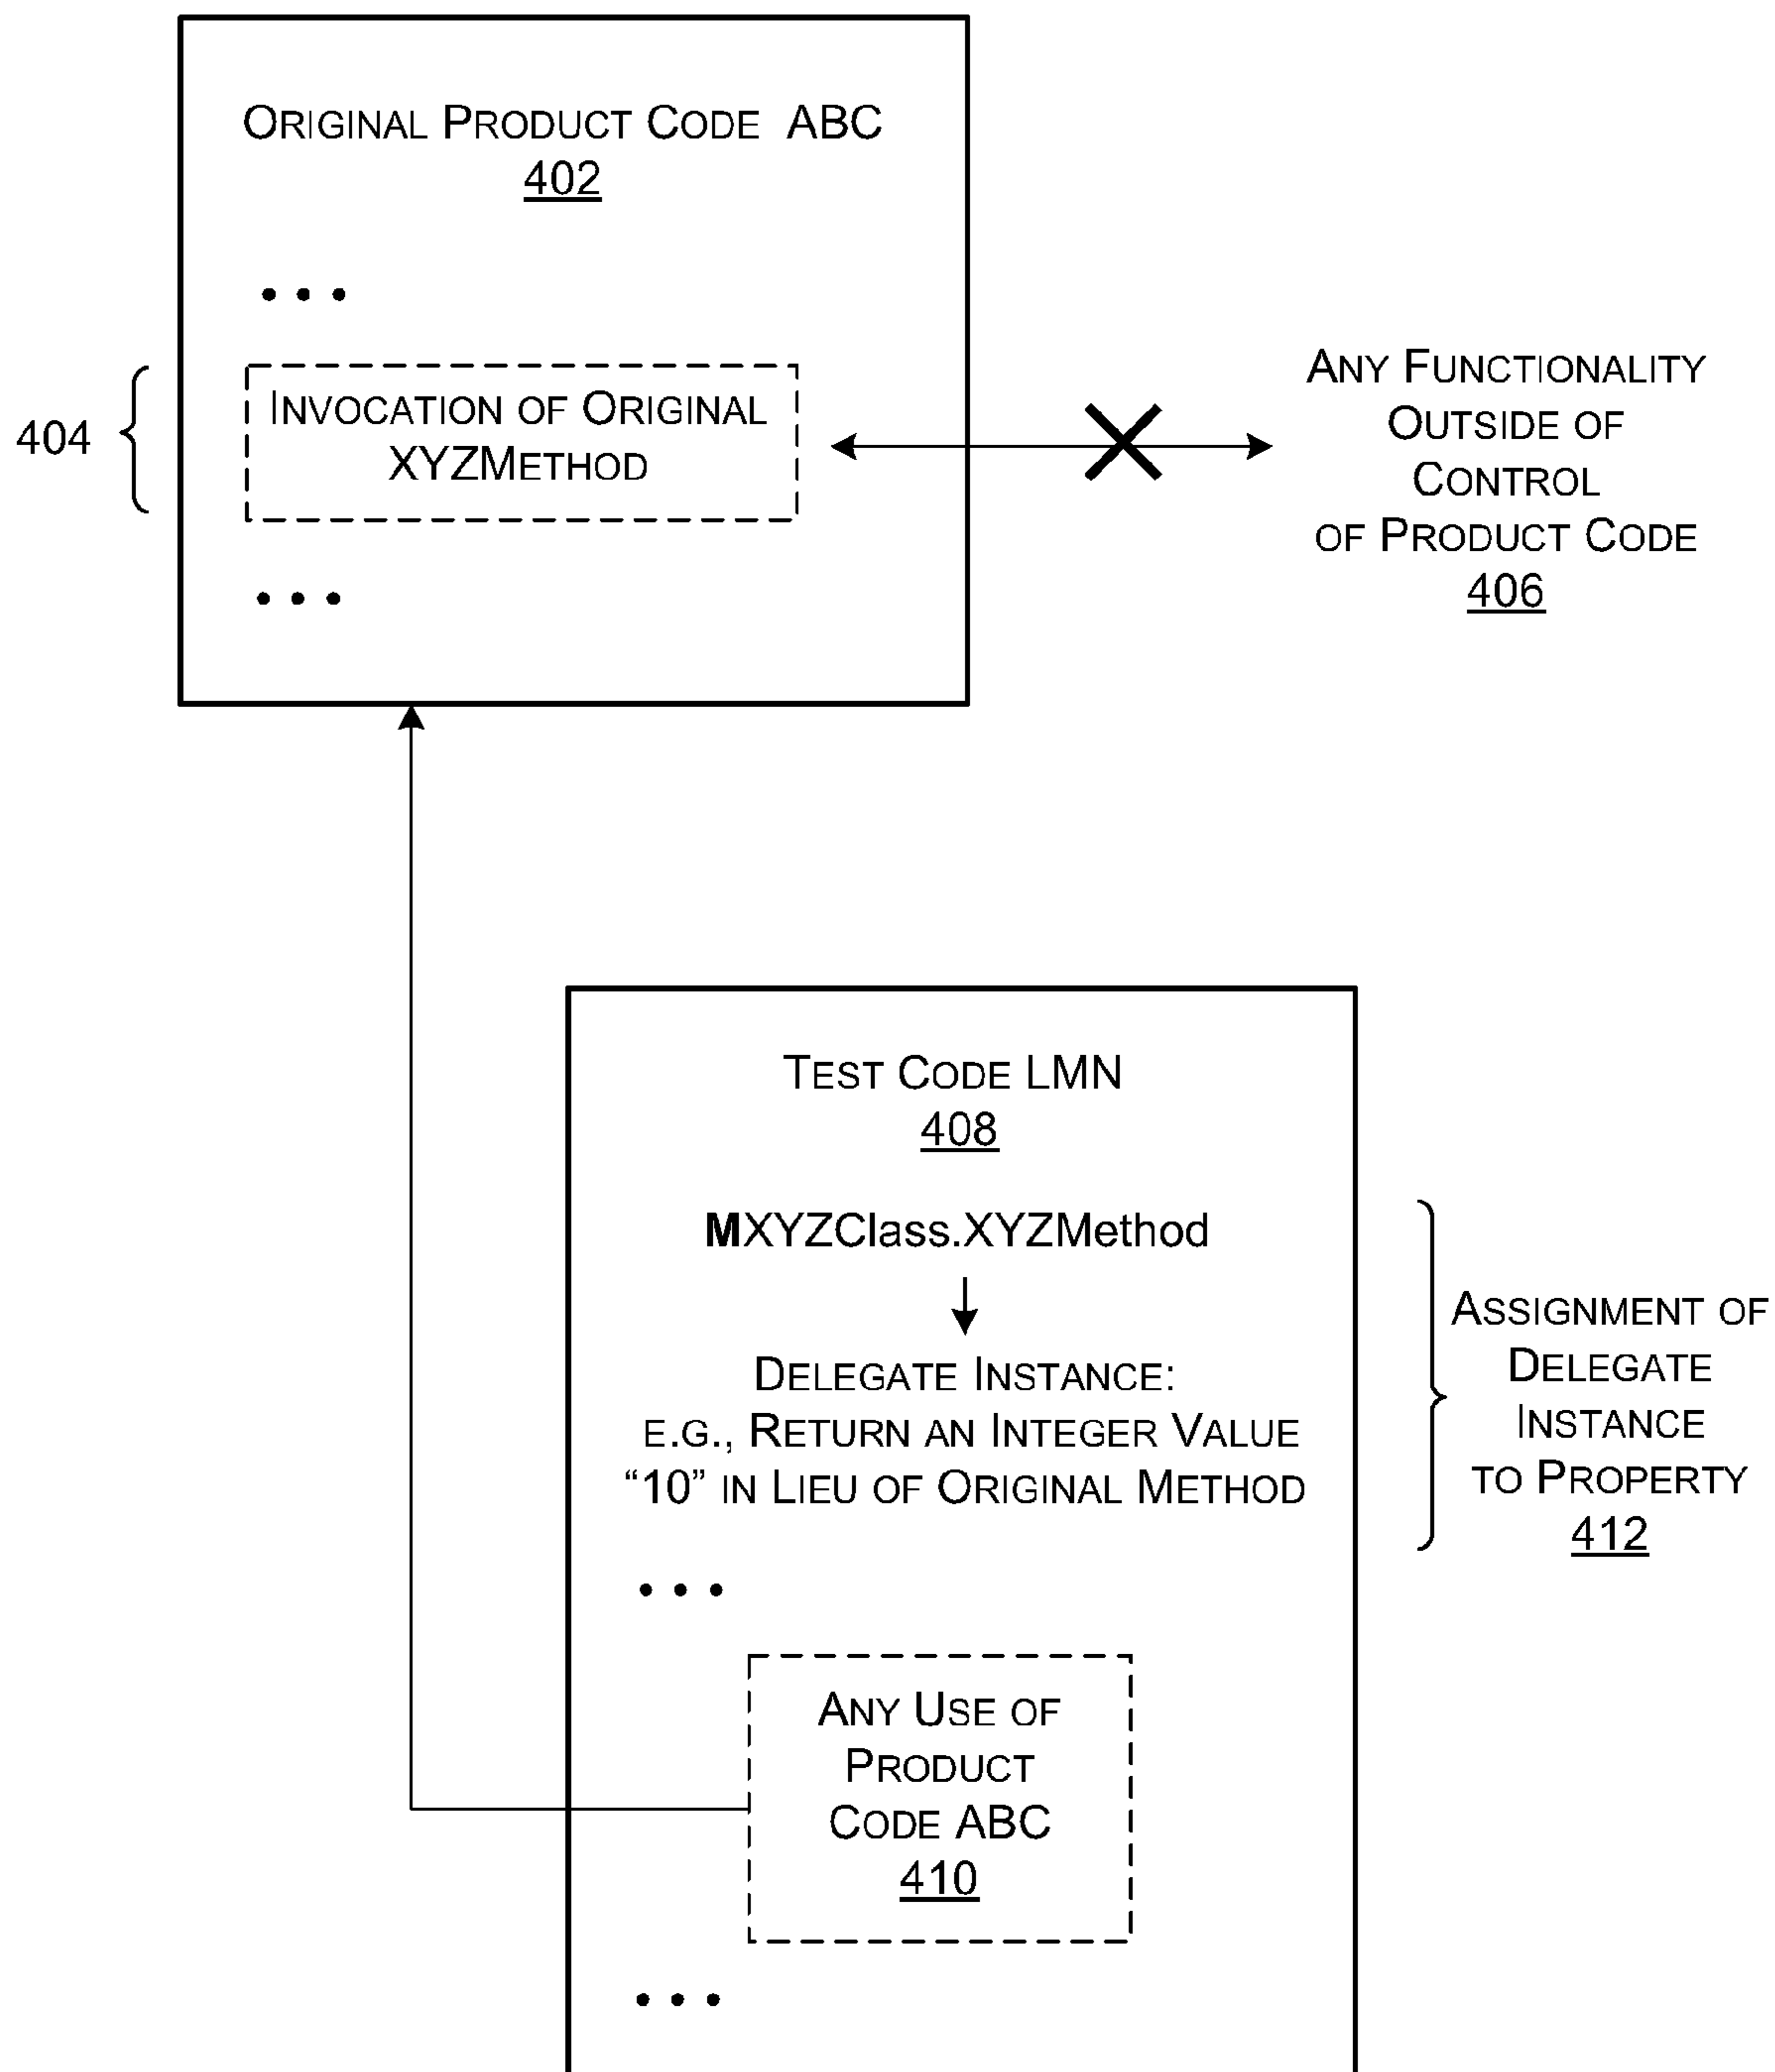 ORIGINAL PRODUCT CODE ABC
402
• • •
404
INVOCATION OF ORIGINAL
XYZMETHOD
• • •
ANY FUNCTIONALITY
OUTSIDE OF
CONTROL
OF PRODUCT CODE
406
TEST CODE LMN
408
MXYZClass.XYZMethod
DELEGATE INSTANCE:
E.G., RETURN AN INTEGER VALUE
“10” IN LIEU OF ORIGINAL METHOD
ASSIGNMENT OF
DELEGATE
INSTANCE
TO PROPERTY
412
• • •
ANY USE OF
PRODUCT
CODE ABC
410
• • •